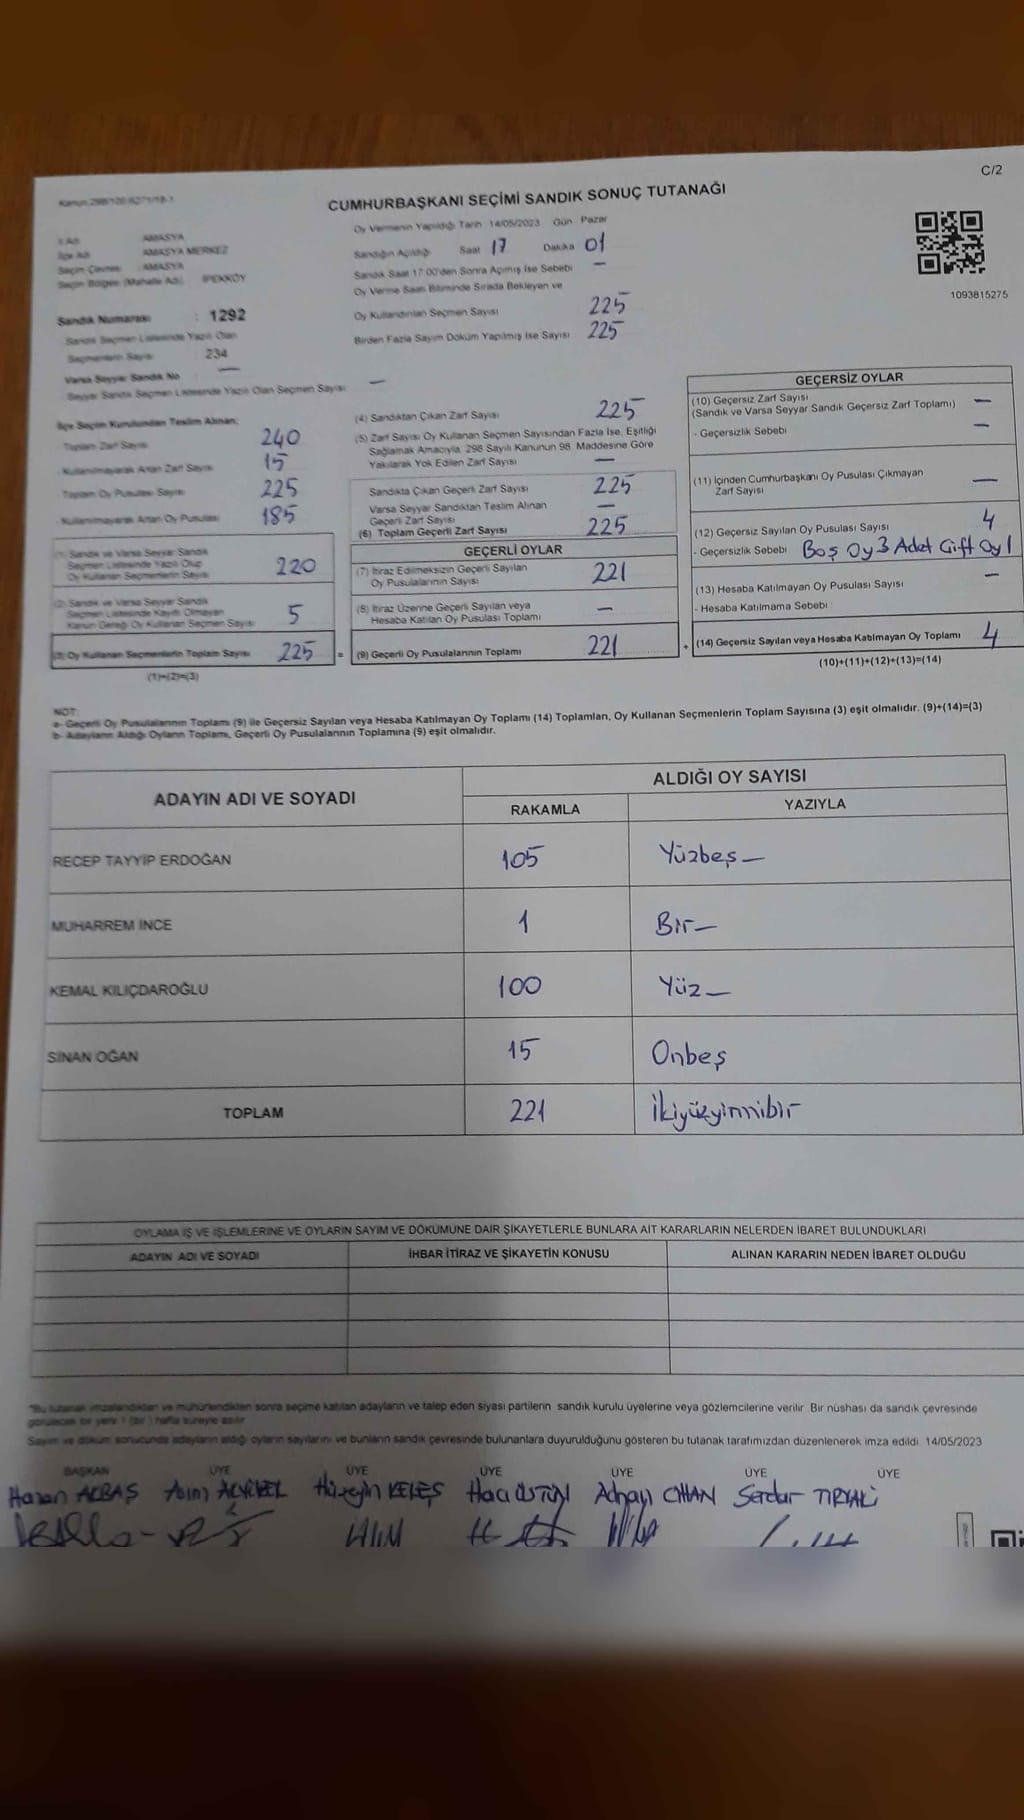 C/2
CUMHURBAŞKANI SEÇİMİ SANDIK SONUÇ TUTANAĞI
İl Adı : AMASYA
İlçe Adı : AMASYA MERKEZ
Seçim Çevresi : AMASYA
Seçim Bölgesi (Mahalle Adı) : İPEKKÖY
Sandık Numarası : 1292
Sandık Seçmen Listesinde Yazılı Olan
Seçmenlerin Sayısı : 234
Varsa Seyyar Sandık No —
Seyyar Sandık Seçmen Listesinde Yazılı Olan Seçmen Sayısı —
Oy Vermenin Yapıldığı Tarih 14/05/2023 Gün Pazar
Sandığın Açıldığı Saat 17 Dakika 01
Sandık Saat 17:00'den Sonra Açılmış İse Sebebi —
Oy Verme Saati Bitiminde Sırada Bekleyen ve
Oy Kullandırılan Seçmen Sayısı 225
Birden Fazla Sayım Döküm Yapılmış İse Sayısı 225
1093815275
İlçe Seçim Kurulundan Teslim Alınan;
Toplam Zarf Sayısı 240
- Kullanılmayarak Artan Zarf Sayısı 15
Toplam Oy Pusulası Sayısı 225
- Kullanılmayarak Artan Oy Pusulası 185
(1) Sandık ve Varsa Seyyar Sandık
Seçmen Listesinde Yazılı Olup
Oy Kullanan Seçmenlerin Sayısı 220
(2) Sandık ve Varsa Seyyar Sandık
Seçmen Listesinde Kayıtlı Olmayan
Kanun Gereği Oy Kullanan Seçmen Sayısı 5
(3) Oy Kullanan Seçmenlerin Toplam Sayısı 225 =
(1)+(2)=(3)
(4) Sandıktan Çıkan Zarf Sayısı 225
(5) Zarf Sayısı Oy Kullanan Seçmen Sayısından Fazla İse, Eşitliği
Sağlamak Amacıyla, 298 Sayılı Kanunun 98. Maddesine Göre
Yakılarak Yok Edilen Zarf Sayısı —
Sandıkta Çıkan Geçerli Zarf Sayısı 225
Varsa Seyyar Sandıktan Teslim Alınan
Geçerli Zarf Sayısı —
(6) Toplam Geçerli Zarf Sayısı 225
GEÇERLİ OYLAR
(7) İtiraz Edilmeksizin Geçerli Sayılan
Oy Pusulalarının Sayısı 221
(8) İtiraz Üzerine Geçerli Sayılan veya
Hesaba Katılan Oy Pusulası Toplamı —
(9) Geçerli Oy Pusulalarının Toplamı 221 +
GEÇERSİZ OYLAR
(10) Geçersiz Zarf Sayısı
(Sandık ve Varsa Seyyar Sandık Geçersiz Zarf Toplamı) —
- Geçersizlik Sebebi —
(11) İçinden Cumhurbaşkanı Oy Pusulası Çıkmayan
Zarf Sayısı —
(12) Geçersiz Sayılan Oy Pusulası Sayısı 4
- Geçersizlik Sebebi Boş Oy 3 Adet Çift Oy 1
(13) Hesaba Katılmayan Oy Pusulası Sayısı —
- Hesaba Katılmama Sebebi
(14) Geçersiz Sayılan veya Hesaba Katılmayan Oy Toplamı 4
(10)+(11)+(12)+(13)=(14)
NOT:
a- Geçerli Oy Pusulalarının Toplamı (9) ile Geçersiz Sayılan veya Hesaba Katılmayan Oy Toplamı (14) Toplamları, Oy Kullanan Seçmenlerin Toplam Sayısına (3) eşit olmalıdır. (9)+(14)=(3)
b- Adayların Aldığı Oyların Toplamı, Geçerli Oy Pusulalarının Toplamına (9) eşit olmalıdır.
ADAYIN ADI VE SOYADI ALDIĞI OY SAYISI
RAKAMLA YAZIYLA
RECEP TAYYİP ERDOĞAN 105 Yüzbeş —
MUHARREM İNCE 1 Bir —
KEMAL KILIÇDAROĞLU 100 Yüz —
SİNAN OĞAN 15 Onbeş
TOPLAM 221 İkiyüzyirmibir
OYLAMA İŞ VE İŞLEMLERİNE VE OYLARIN SAYIM VE DÖKÜMÜNE DAİR ŞİKAYETLERLE BUNLARA AİT KARARLARIN NELERDEN İBARET BULUNDUKLARI
ADAYIN ADI VE SOYADI İHBAR İTİRAZ VE ŞİKAYETİN KONUSU ALINAN KARARIN NEDEN İBARET OLDUĞU
*Bu tutanak imzalandıktan ve mühürlendikten sonra seçime katılan adayların ve talep eden siyasi partilerin sandık kurulu üyelerine veya gözlemcilerine verilir. Bir nüshası da sandık çevresinde
görülecek bir yere 1 (bir) hafta süreyle asılır.
Sayım ve döküm sonucunda adayların aldığı oyların sayılarını ve bunların sandık çevresinde bulunanlara duyurulduğunu gösteren bu tutanak tarafımızdan düzenlenerek imza edildi. 14/05/2023
BAŞKAN ÜYE ÜYE ÜYE ÜYE ÜYE ÜYE
Hasan AKBAŞ Asım Hüseyin KELEŞ Hacı ÜSTÜN CİHAN Serdar TİRYAKİ